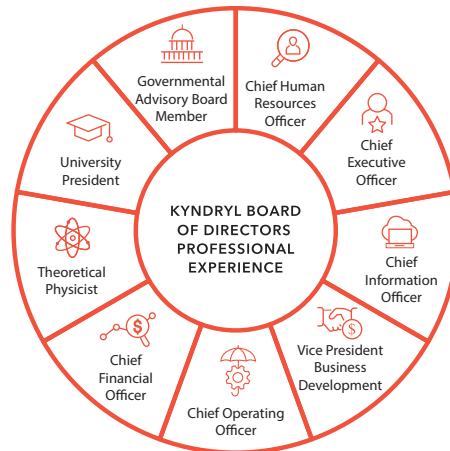 KYNDRYL BOARD
OF DIRECTORS
PROFESSIONAL
EXPERIENCE
Chief Human
Resources
Officer
Chief
Executive
Officer
Chief
Information
Officer
Vice President
Business
Development
Chief Operating
Officer
Chief
Financial
Officer
Theoretical
Physicist
University
President
Governmental
Advisory Board
Member
$
$